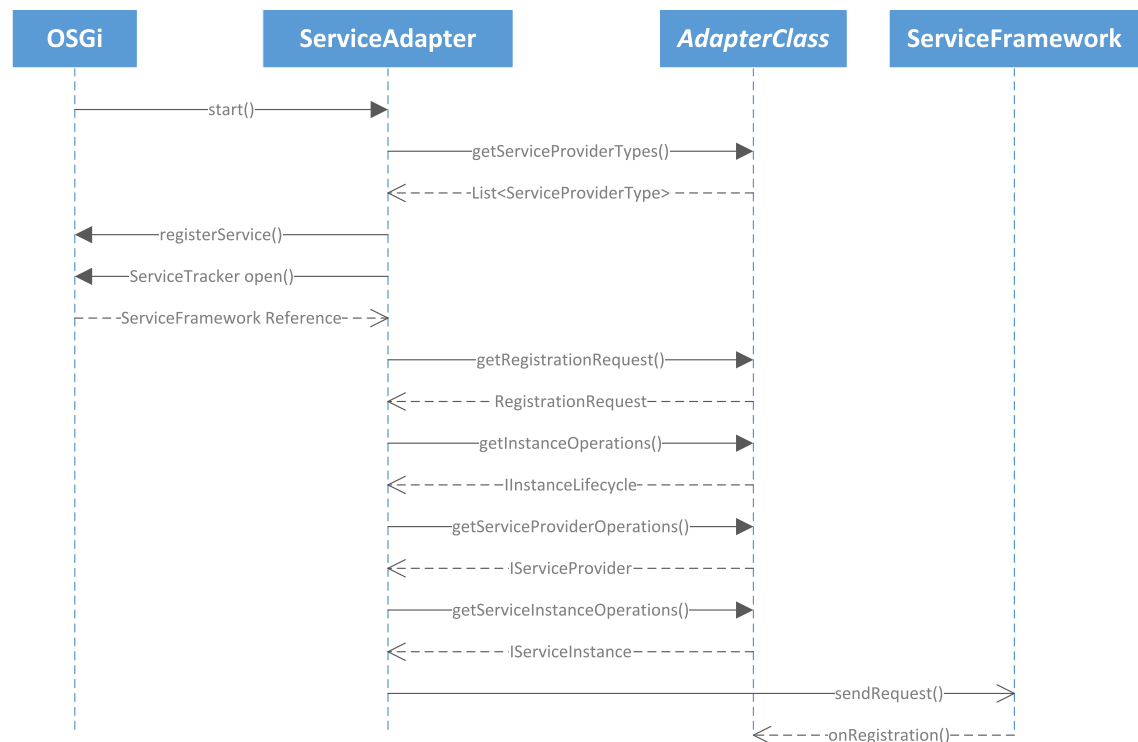 OSGi
ServiceAdapter
AdapterClass
ServiceFramework
start()
getServiceProviderTypes()
List<ServiceProviderType>
registerService()
ServiceTracker open()
ServiceFramework Reference
getRegistrationRequest()
RegistrationRequest
getInstanceOperations()
IInstanceLifecycle
getServiceProviderOperations()
IServiceProvider
getServiceInstanceOperations()
IServiceInstance
sendRequest()
onRegistration()